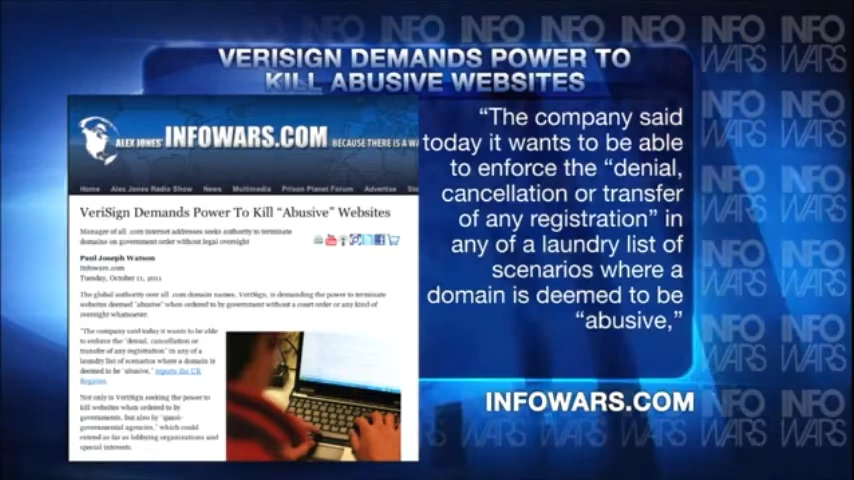 VERISIGN DEMANDS POWER TO
KILL ABUSIVE WEBSITES
ALEX JONES' INFOWARS.COM BECAUSE THERE IS A WA
Home Alex Jones Radio Show News Multimedia Prison Planet Forum Advertise
VeriSign Demands Power To Kill “Abusive” Websites
Manager of all .com internet addresses seeks authority to terminate
domains on government order without legal oversight
Paul Joseph Watson
Infowars.com
Tuesday, October 11, 2011
The global authority over all .com domain names, VeriSign, is demanding the power to terminate
websites deemed “abusive” when ordered to by government without a court order or any kind of
oversight whatsoever.
“The company said today it wants to be able
to enforce the “denial, cancellation or
transfer of any registration” in any of a
laundry list of scenarios where a domain is
deemed to be “abusive,” reports the UK
Register.
Not only is VeriSign seeking the power to
kill websites when ordered to by
governments, but also by “quasi-
governmental agencies,” which could
extend as far as lobbying organizations and
special interests.
“The company said
today it wants to be able
to enforce the “denial,
cancellation or transfer
of any registration” in
any of a laundry list of
scenarios where a
domain is deemed to be
“abusive,”
INFOWARS.COM
INFO WARS